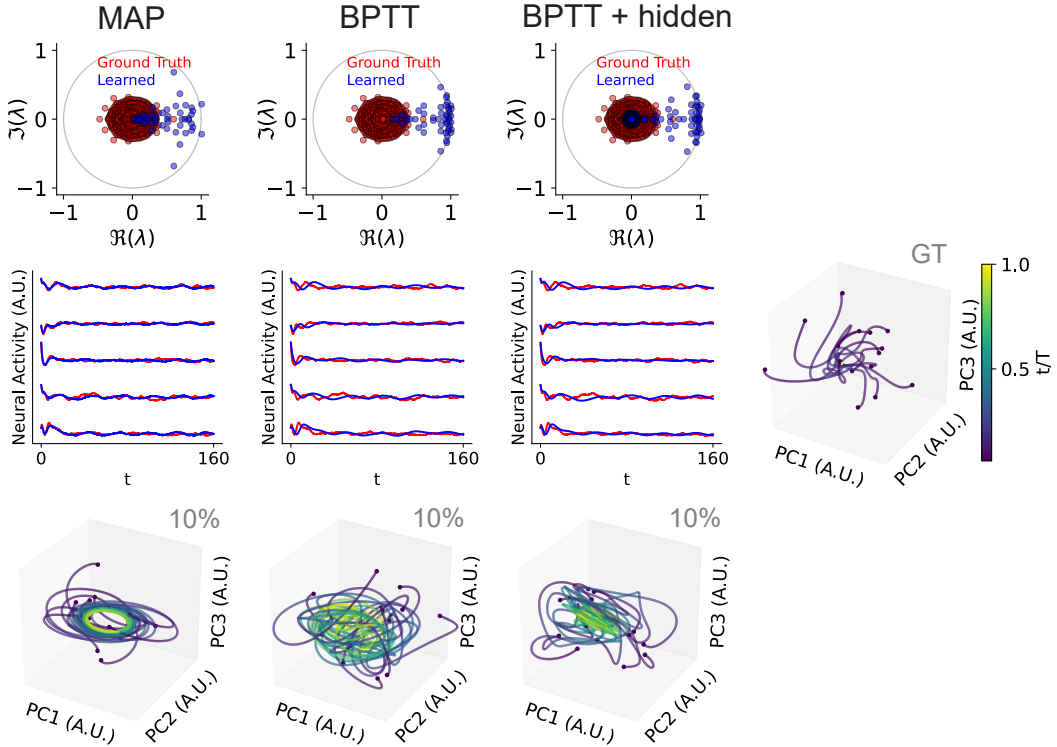 MAP
BPTT
BPTT + hidden
1
0
−1
ℑ(λ)
Ground Truth
Learned
−1
0
1
ℜ(λ)
1
0
−1
ℑ(λ)
Ground Truth
Learned
−1
0
1
ℜ(λ)
1
0
−1
ℑ(λ)
Ground Truth
Learned
−1
0
1
ℜ(λ)
Neural Activity (A.U.)
0
160
t
Neural Activity (A.U.)
0
160
t
Neural Activity (A.U.)
0
160
t
GT
PC1 (A.U.)
PC2 (A.U.)
PC3 (A.U.)
1.0
0.5
t/T
10%
PC1 (A.U.)
PC2 (A.U.)
PC3 (A.U.)
10%
PC1 (A.U.)
PC2 (A.U.)
PC3 (A.U.)
10%
PC1 (A.U.)
PC2 (A.U.)
PC3 (A.U.)